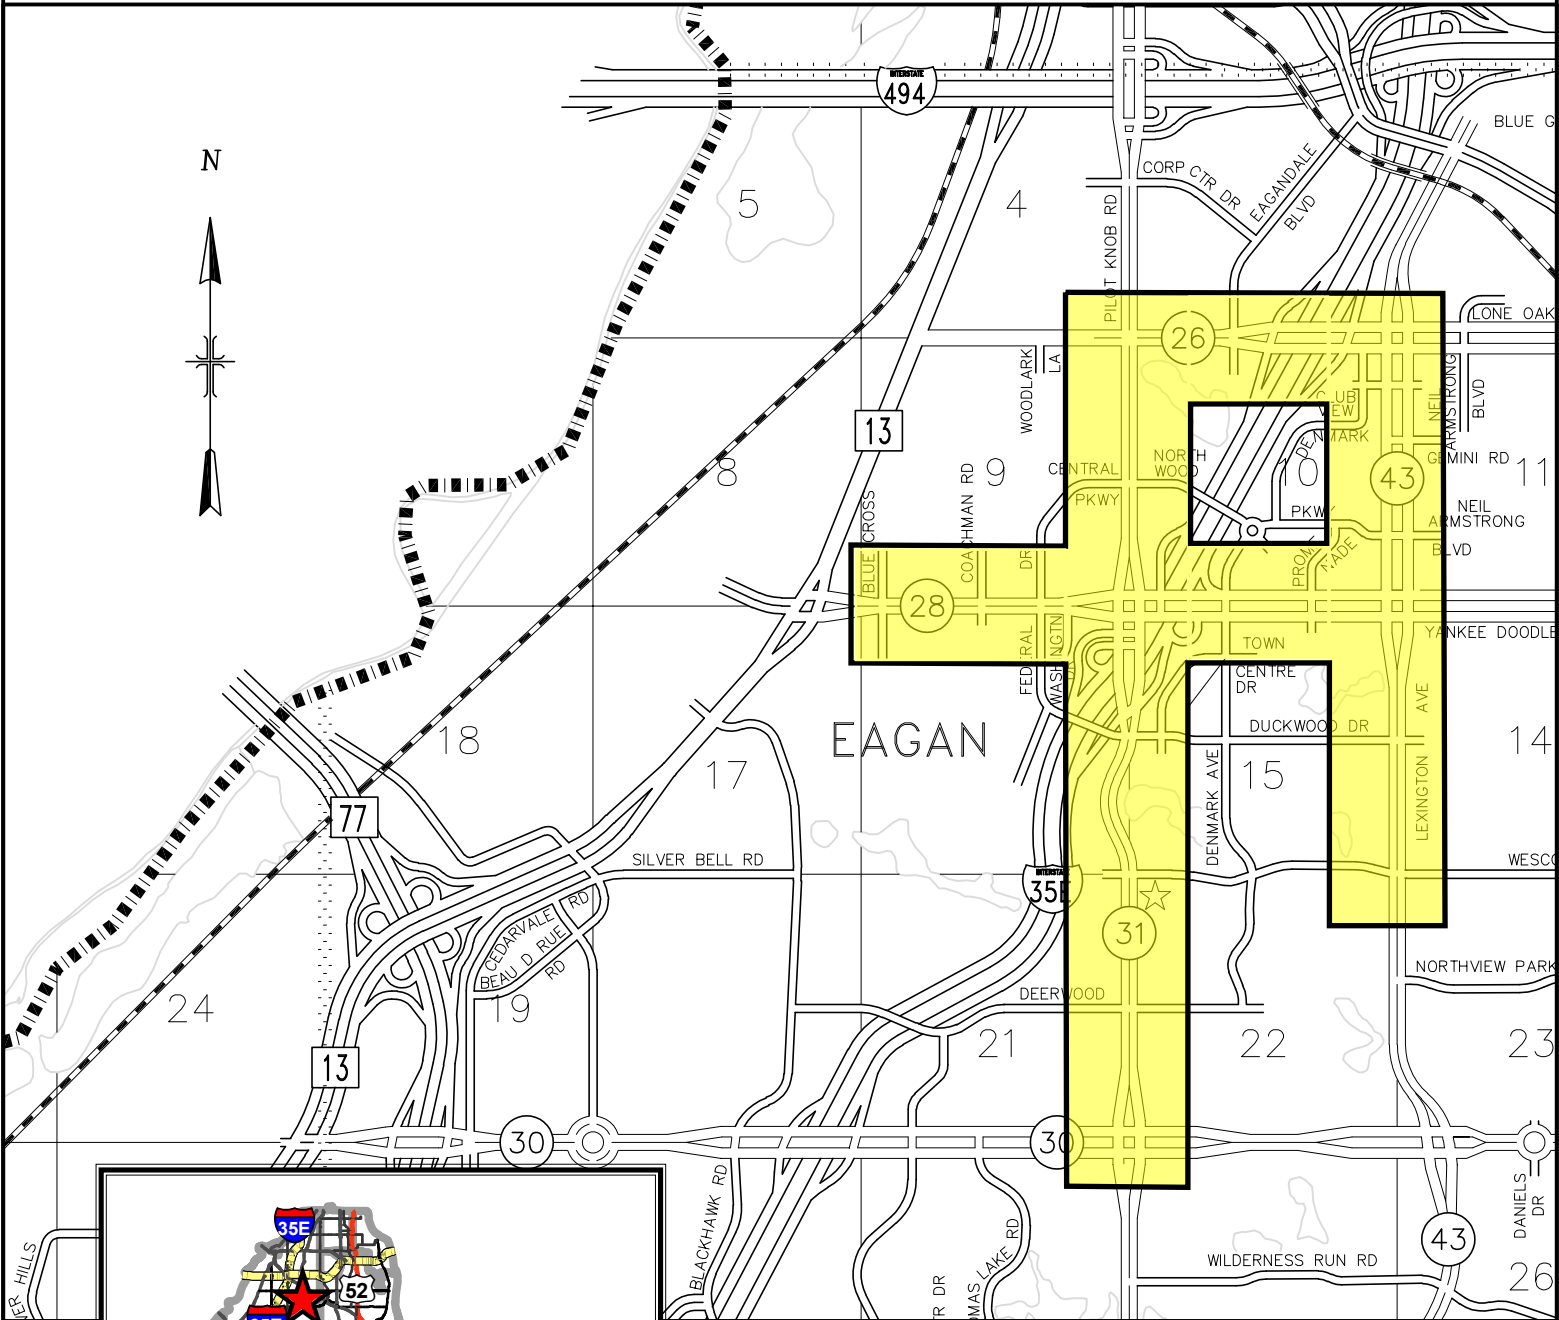 INTERSTATE
494
BLUE G
N
CORP CTR DR
EAGANDALE
BLVD
5
4
PILOT KNOB RD
LONE OAK
26
WOODLARK
LA
CLUB
VIEW
NEIL
ARMSTRONG
BLVD
13
DENMARK
NORTH
WOOD
GEMINI RD
8
9
CENTRAL
PKWY
10
43
11
BLUE CROSS
COACHMAN RD
PKWY
NEIL
ARMSTRONG
BLVD
DR
28
YANKEE DOODLE
FEDERAL
TOWN
CENTRE
DR
EAGAN
DUCKWOOD DR
AVE
18
17
15
14
DENMARK AVE
LEXINGTON
77
SILVER BELL RD
WESCO
INTERSTATE
35E
CEDARVALE
RD
BEAU D RUE
RD
31
NORTHVIEW PARK
DEERWOOD
24
19
21
22
23
13
30
30
BLACKHAWK RD
DANIELS
DR
35E
43
WILDERNESS RUN RD
52
26